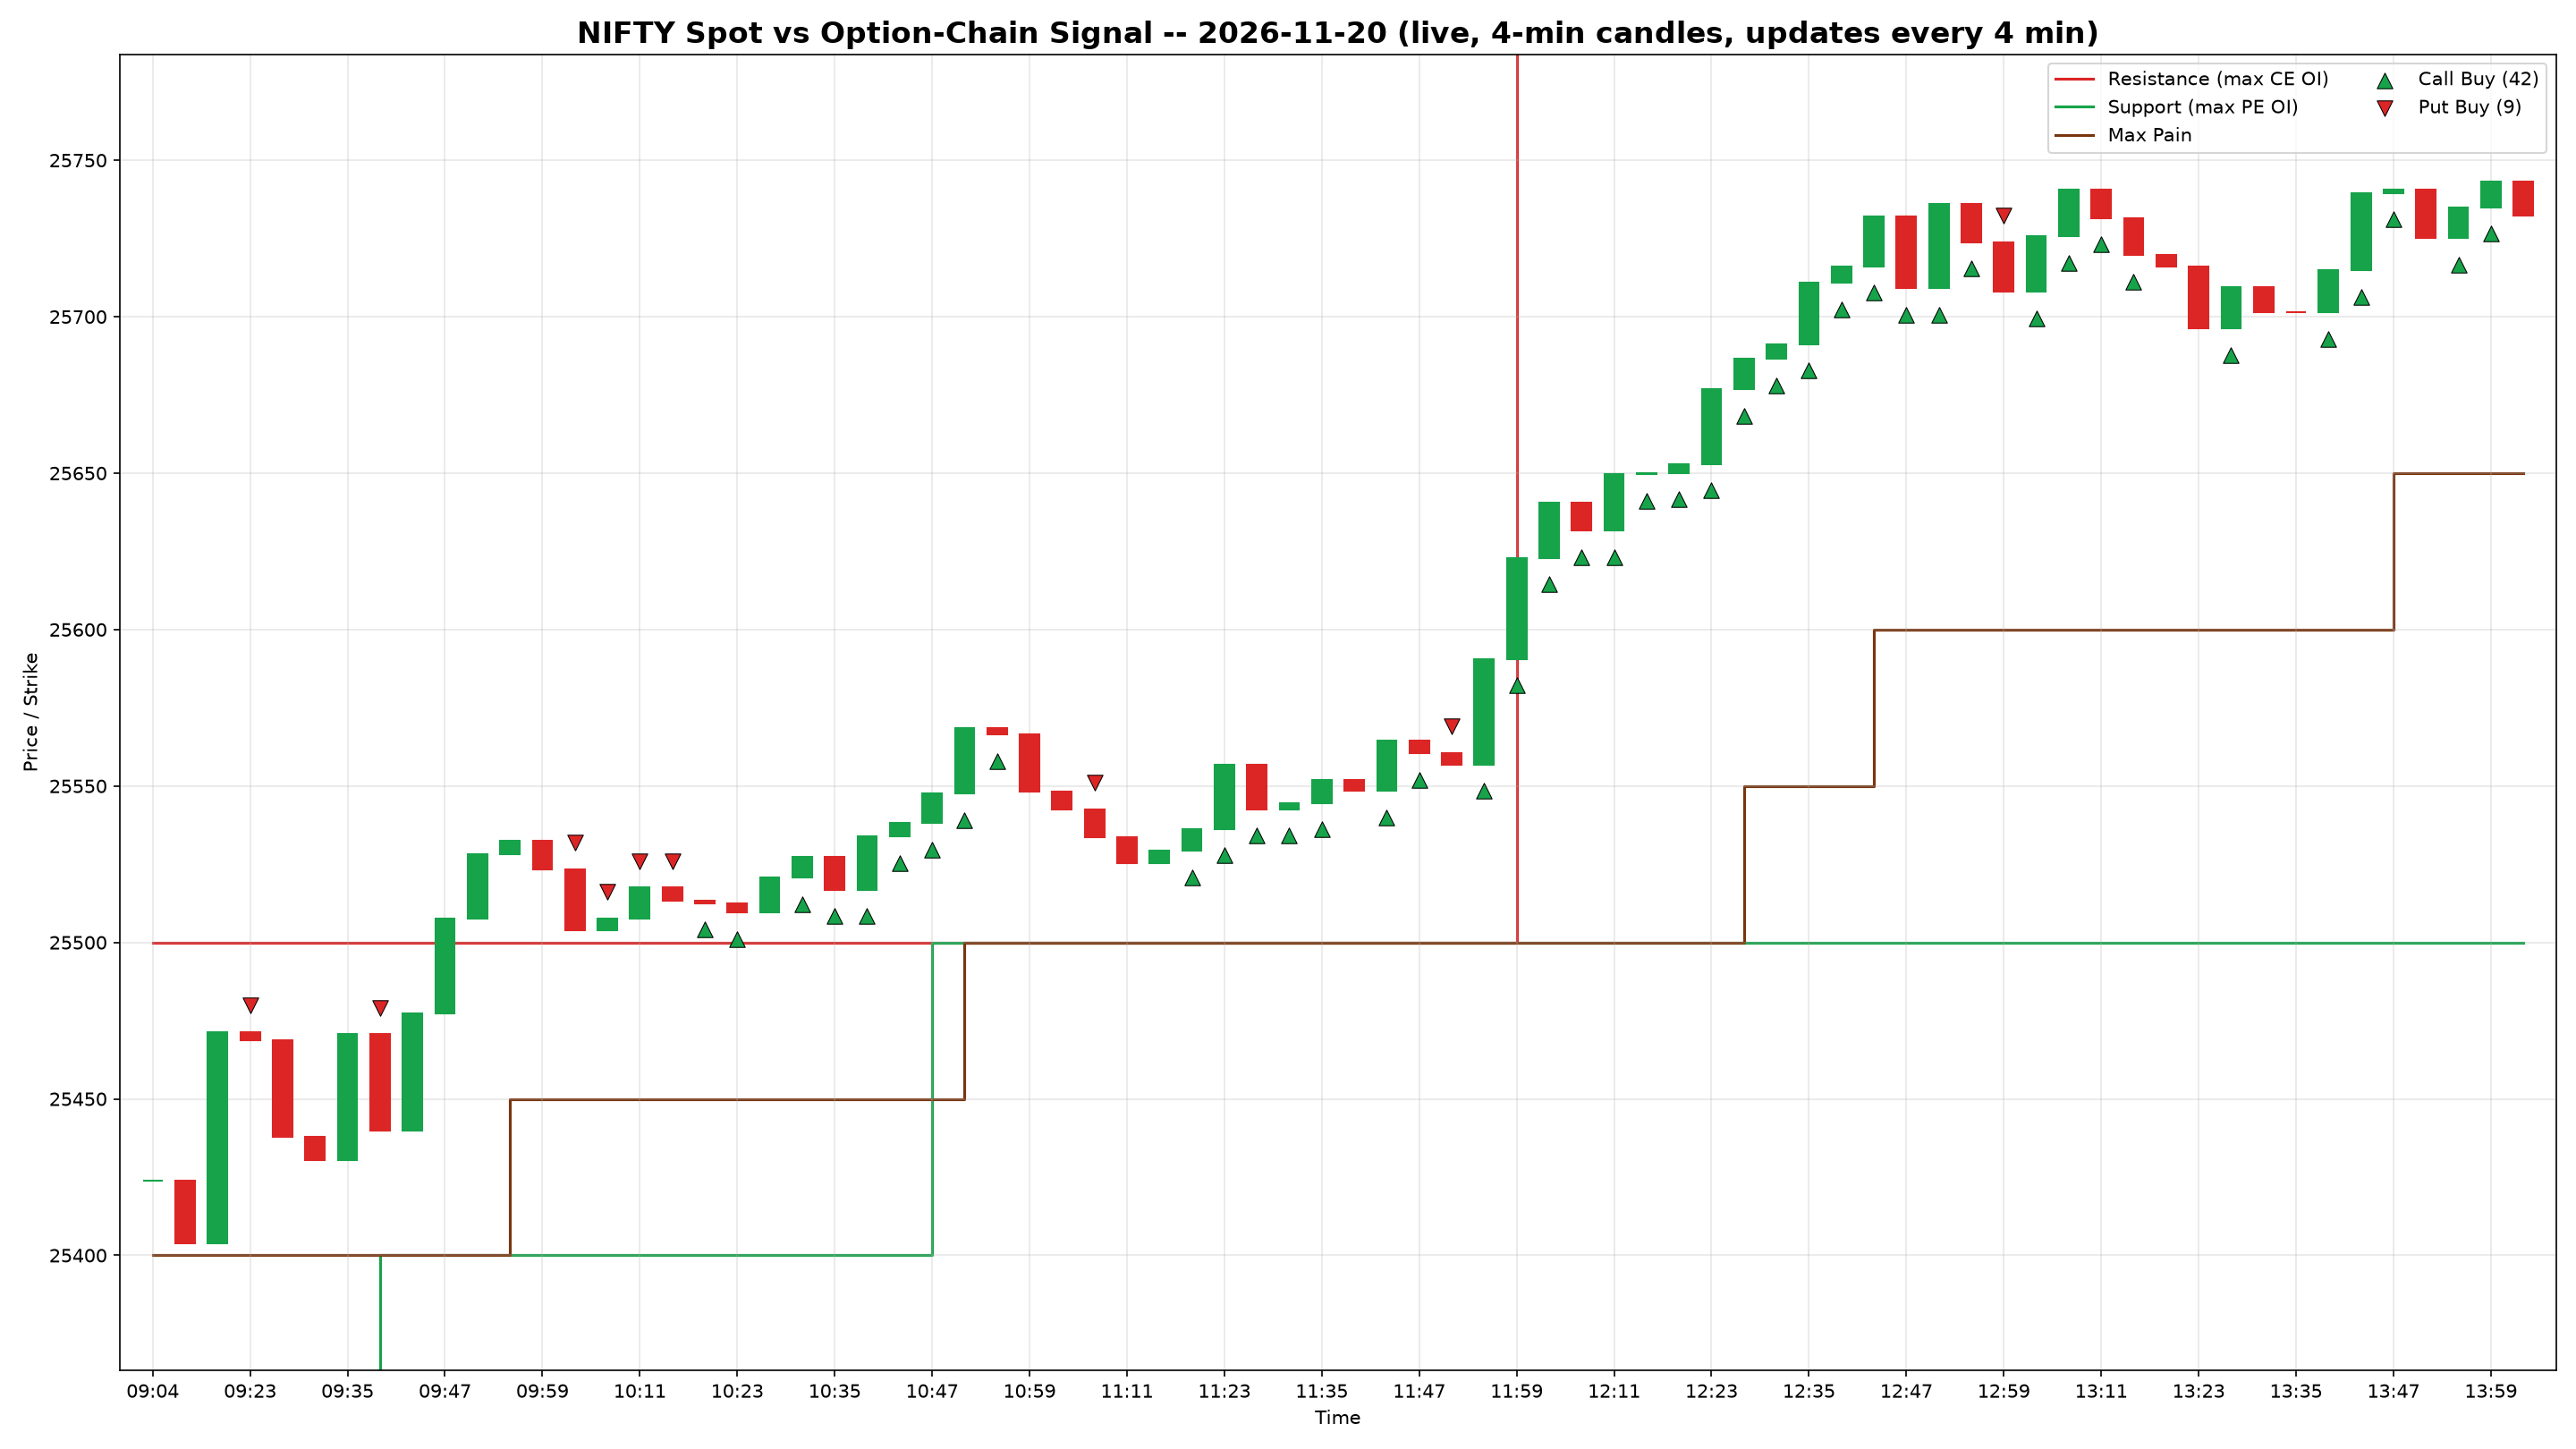 NIFTY Spot vs Option-Chain Signal -- 2026-11-20 (live, 4-min candles, updates every 4 min)
Resistance (max CE OI)
Support (max PE OI)
Max Pain
Call Buy (42)
Put Buy (9)
Price / Strike
25750
25700
25650
25600
25550
25500
25450
25400
09:04 09:23 09:35 09:47 09:59 10:11 10:23 10:35 10:47 10:59 11:11 11:23 11:35 11:47 11:59 12:11 12:23 12:35 12:47 12:59 13:11 13:23 13:35 13:47 13:59
Time